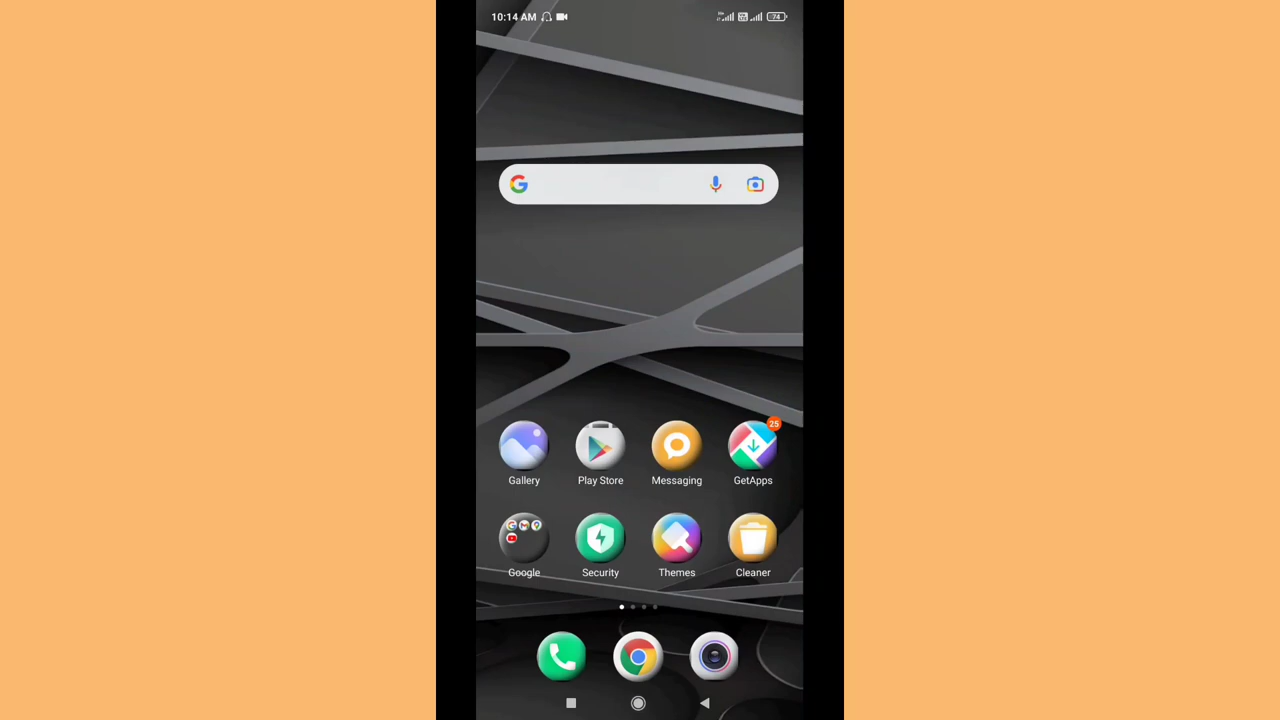 10:14 AM
74
25
Gallery
Play Store
Messaging
GetApps
Google
Security
Themes
Cleaner